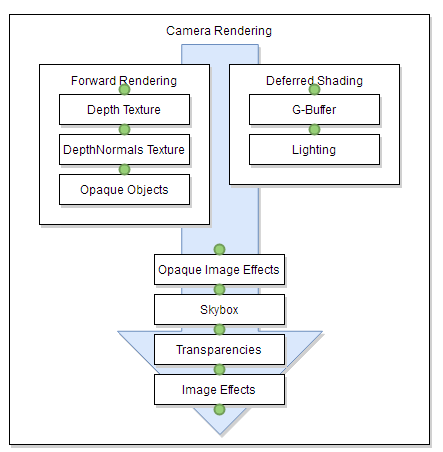 Camera Rendering
Forward Rendering
Depth Texture
DepthNormals Texture
Opaque Objects
Deferred Shading
G-Buffer
Lighting
Opaque Image Effects
Skybox
Transparencies
Image Effects